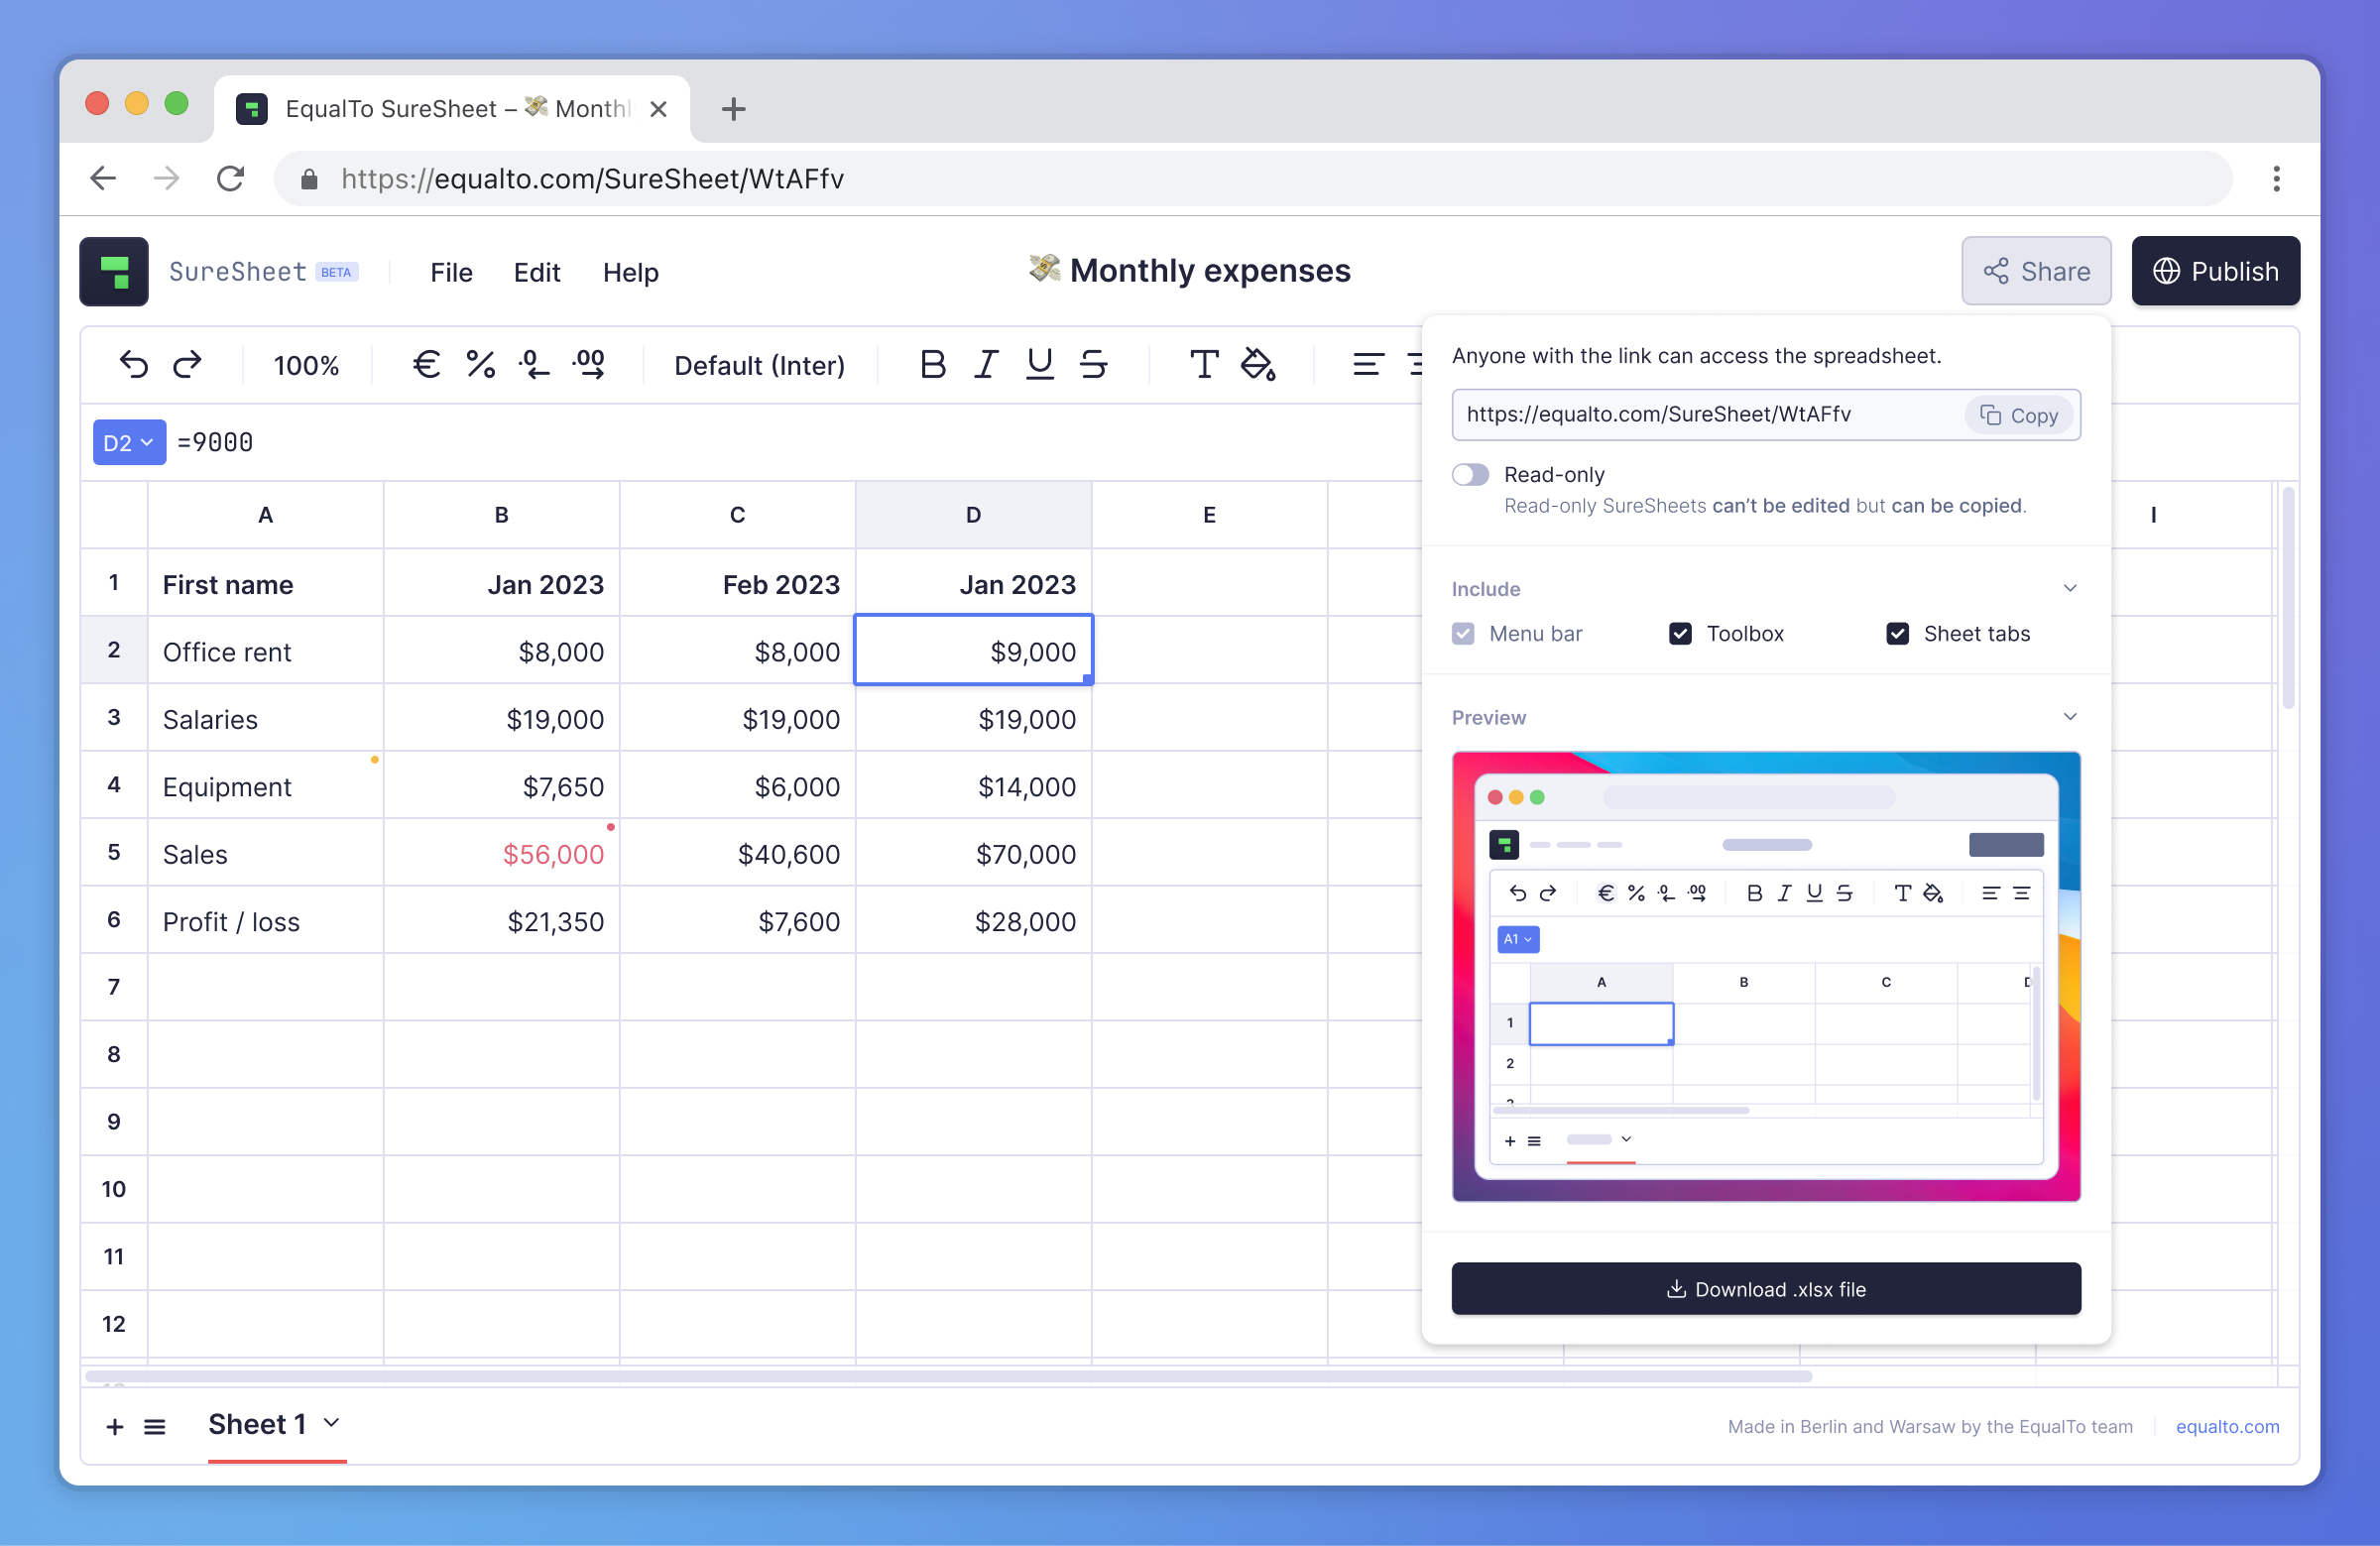 EqualTo SureSheet – 💸 Monthl
https://equalto.com/SureSheet/WtAFfv
SureSheet BETA File Edit Help 💸 Monthly expenses Share Publish
100% € % .0 .00 Default (Inter) B I U S T
D2 =9000
A B C D E I
1 First name Jan 2023 Feb 2023 Jan 2023
2 Office rent $8,000 $8,000 $9,000
3 Salaries $19,000 $19,000 $19,000
4 Equipment $7,650 $6,000 $14,000
5 Sales $56,000 $40,600 $70,000
6 Profit / loss $21,350 $7,600 $28,000
7
8
9
10
11
12
Anyone with the link can access the spreadsheet.
https://equalto.com/SureSheet/WtAFfv Copy
Read-only
Read-only SureSheets can’t be edited but can be copied.
Include
Menu bar Toolbox Sheet tabs
Preview
€ % .0 .00 B I U S T
A1
A B C D
1
2
Download .xlsx file
Sheet 1
Made in Berlin and Warsaw by the EqualTo team equalto.com